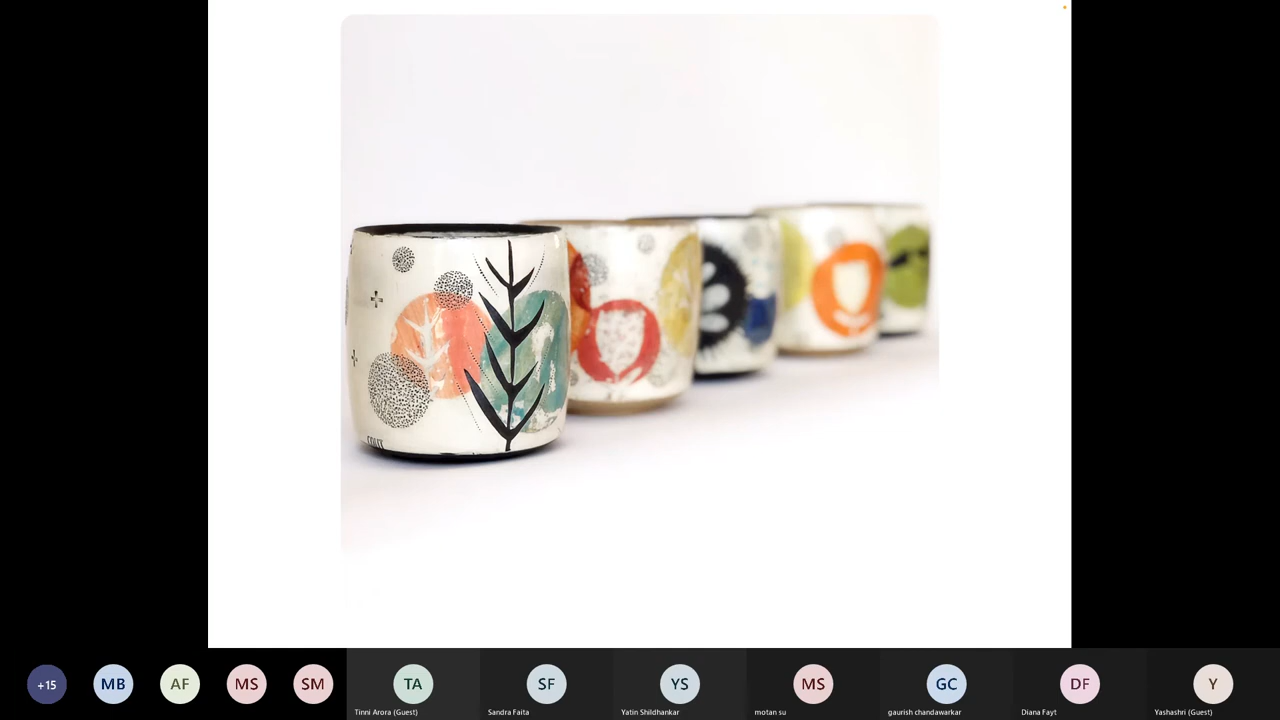 +15
MB
AF
MS
SM
TA
SF
YS
MS
GC
DF
Y
Tinni Arora (Guest)
Sandra Faita
Yatin Shildhankar
motan su
gaurish chandawarkar
Diana Fayt
Yashashri (Guest)